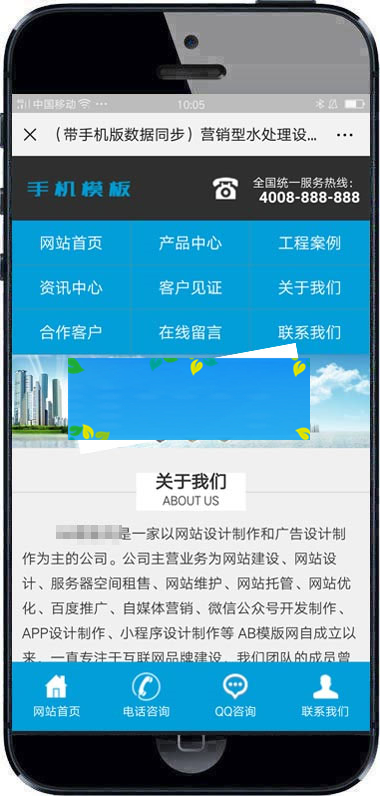 中国移动 10:05
（带手机版数据同步）营销型水处理设...
手机模板
全国统一服务热线：
4008-888-888
网站首页 产品中心 工程案例
资讯中心 客户见证 关于我们
合作客户 在线留言 联系我们
关于我们
ABOUT US
是一家以网站设计制作和广告设计制
作为主的公司。公司主营业务为网站建设、网站设
计、服务器空间租售、网站维护、网站托管、网站优
化、百度推广、自媒体营销、微信公众号开发制作、
APP设计制作、小程序设计制作等 AB模版网自成立以
来，一直专注于互联网品牌建设，我们团队的成员曾
网站首页 电话咨询 QQ咨询 联系我们